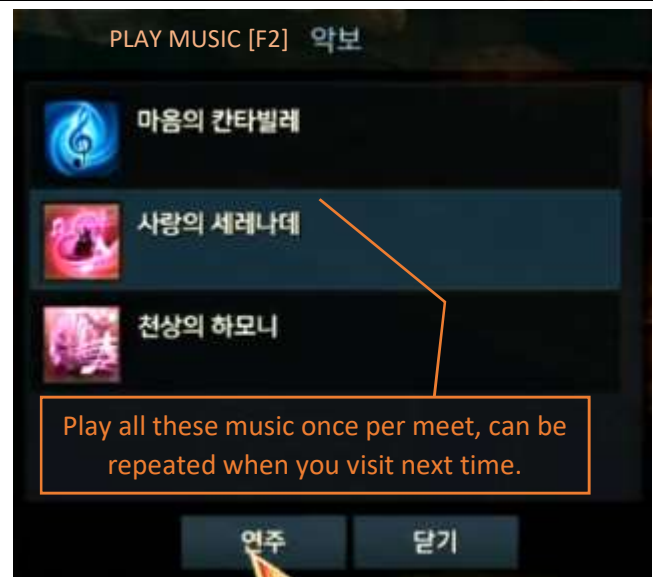 PLAY MUSIC [F2] 악보
마음의 칸타빌레
사랑의 세레나데
천상의 하모니
Play all these music once per meet, can be
repeated when you visit next time.
연주 닫기